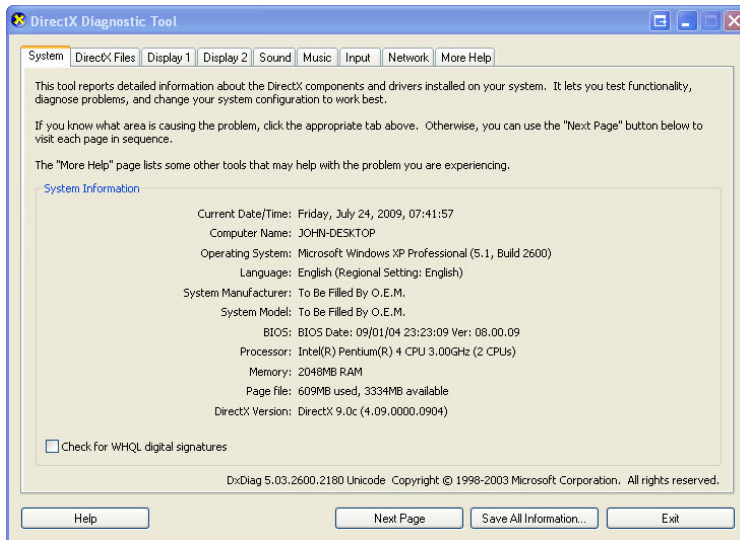 DirectX Diagnostic Tool
System DirectX Files Display 1 Display 2 Sound Music Input Network More Help
This tool reports detailed information about the DirectX components and drivers installed on your system. It lets you test functionality,
diagnose problems, and change your system configuration to work best.
If you know what area is causing the problem, click the appropriate tab above. Otherwise, you can use the "Next Page" button below to
visit each page in sequence.
The "More Help" page lists some other tools that may help with the problem you are experiencing.
System Information
Current Date/Time: Friday, July 24, 2009, 07:41:57
Computer Name: JOHN-DESKTOP
Operating System: Microsoft Windows XP Professional (5.1, Build 2600)
Language: English (Regional Setting: English)
System Manufacturer: To Be Filled By O.E.M.
System Model: To Be Filled By O.E.M.
BIOS: BIOS Date: 09/01/04 23:23:09 Ver: 08.00.09
Processor: Intel(R) Pentium(R) 4 CPU 3.00GHz (2 CPUs)
Memory: 2048MB RAM
Page file: 609MB used, 3334MB available
DirectX Version: DirectX 9.0c (4.09.0000.0904)
Check for WHQL digital signatures
DxDiag 5.03.2600.2180 Unicode Copyright © 1998-2003 Microsoft Corporation. All rights reserved.
Help Next Page Save All Information... Exit